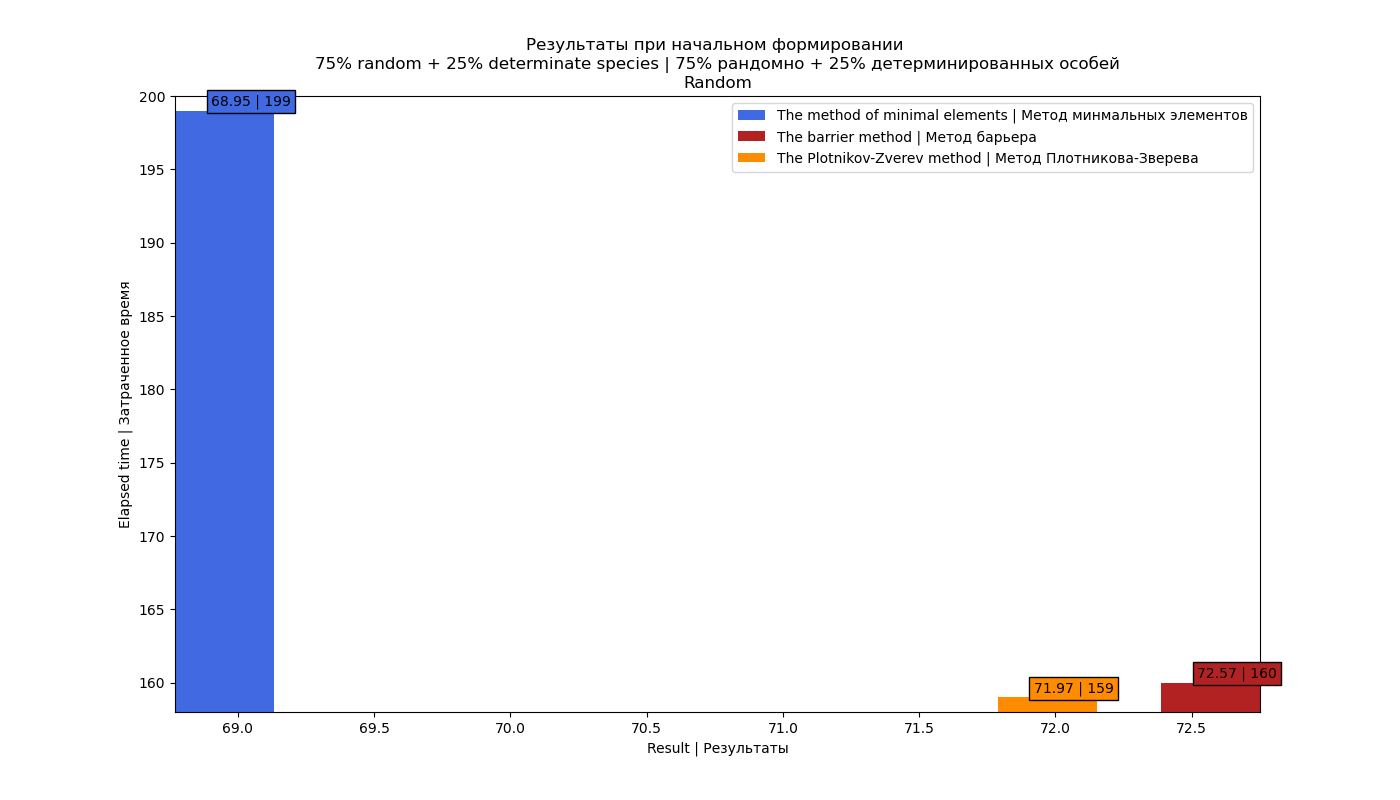 Результаты при начальном формировании
75% random + 25% determinate species | 75% рандомно + 25% детерминированных особей
Random
68.95 | 199
The method of minimal elements | Метод минмальных элементов
The barrier method | Метод барьера
The Plotnikov-Zverev method | Метод Плотникова-Зверева
200
195
190
185
180
175
170
165
160
Elapsed time | Затраченное время
71.97 | 159
72.57 | 160
69.0
69.5
70.0
70.5
71.0
71.5
72.0
72.5
Result | Результаты